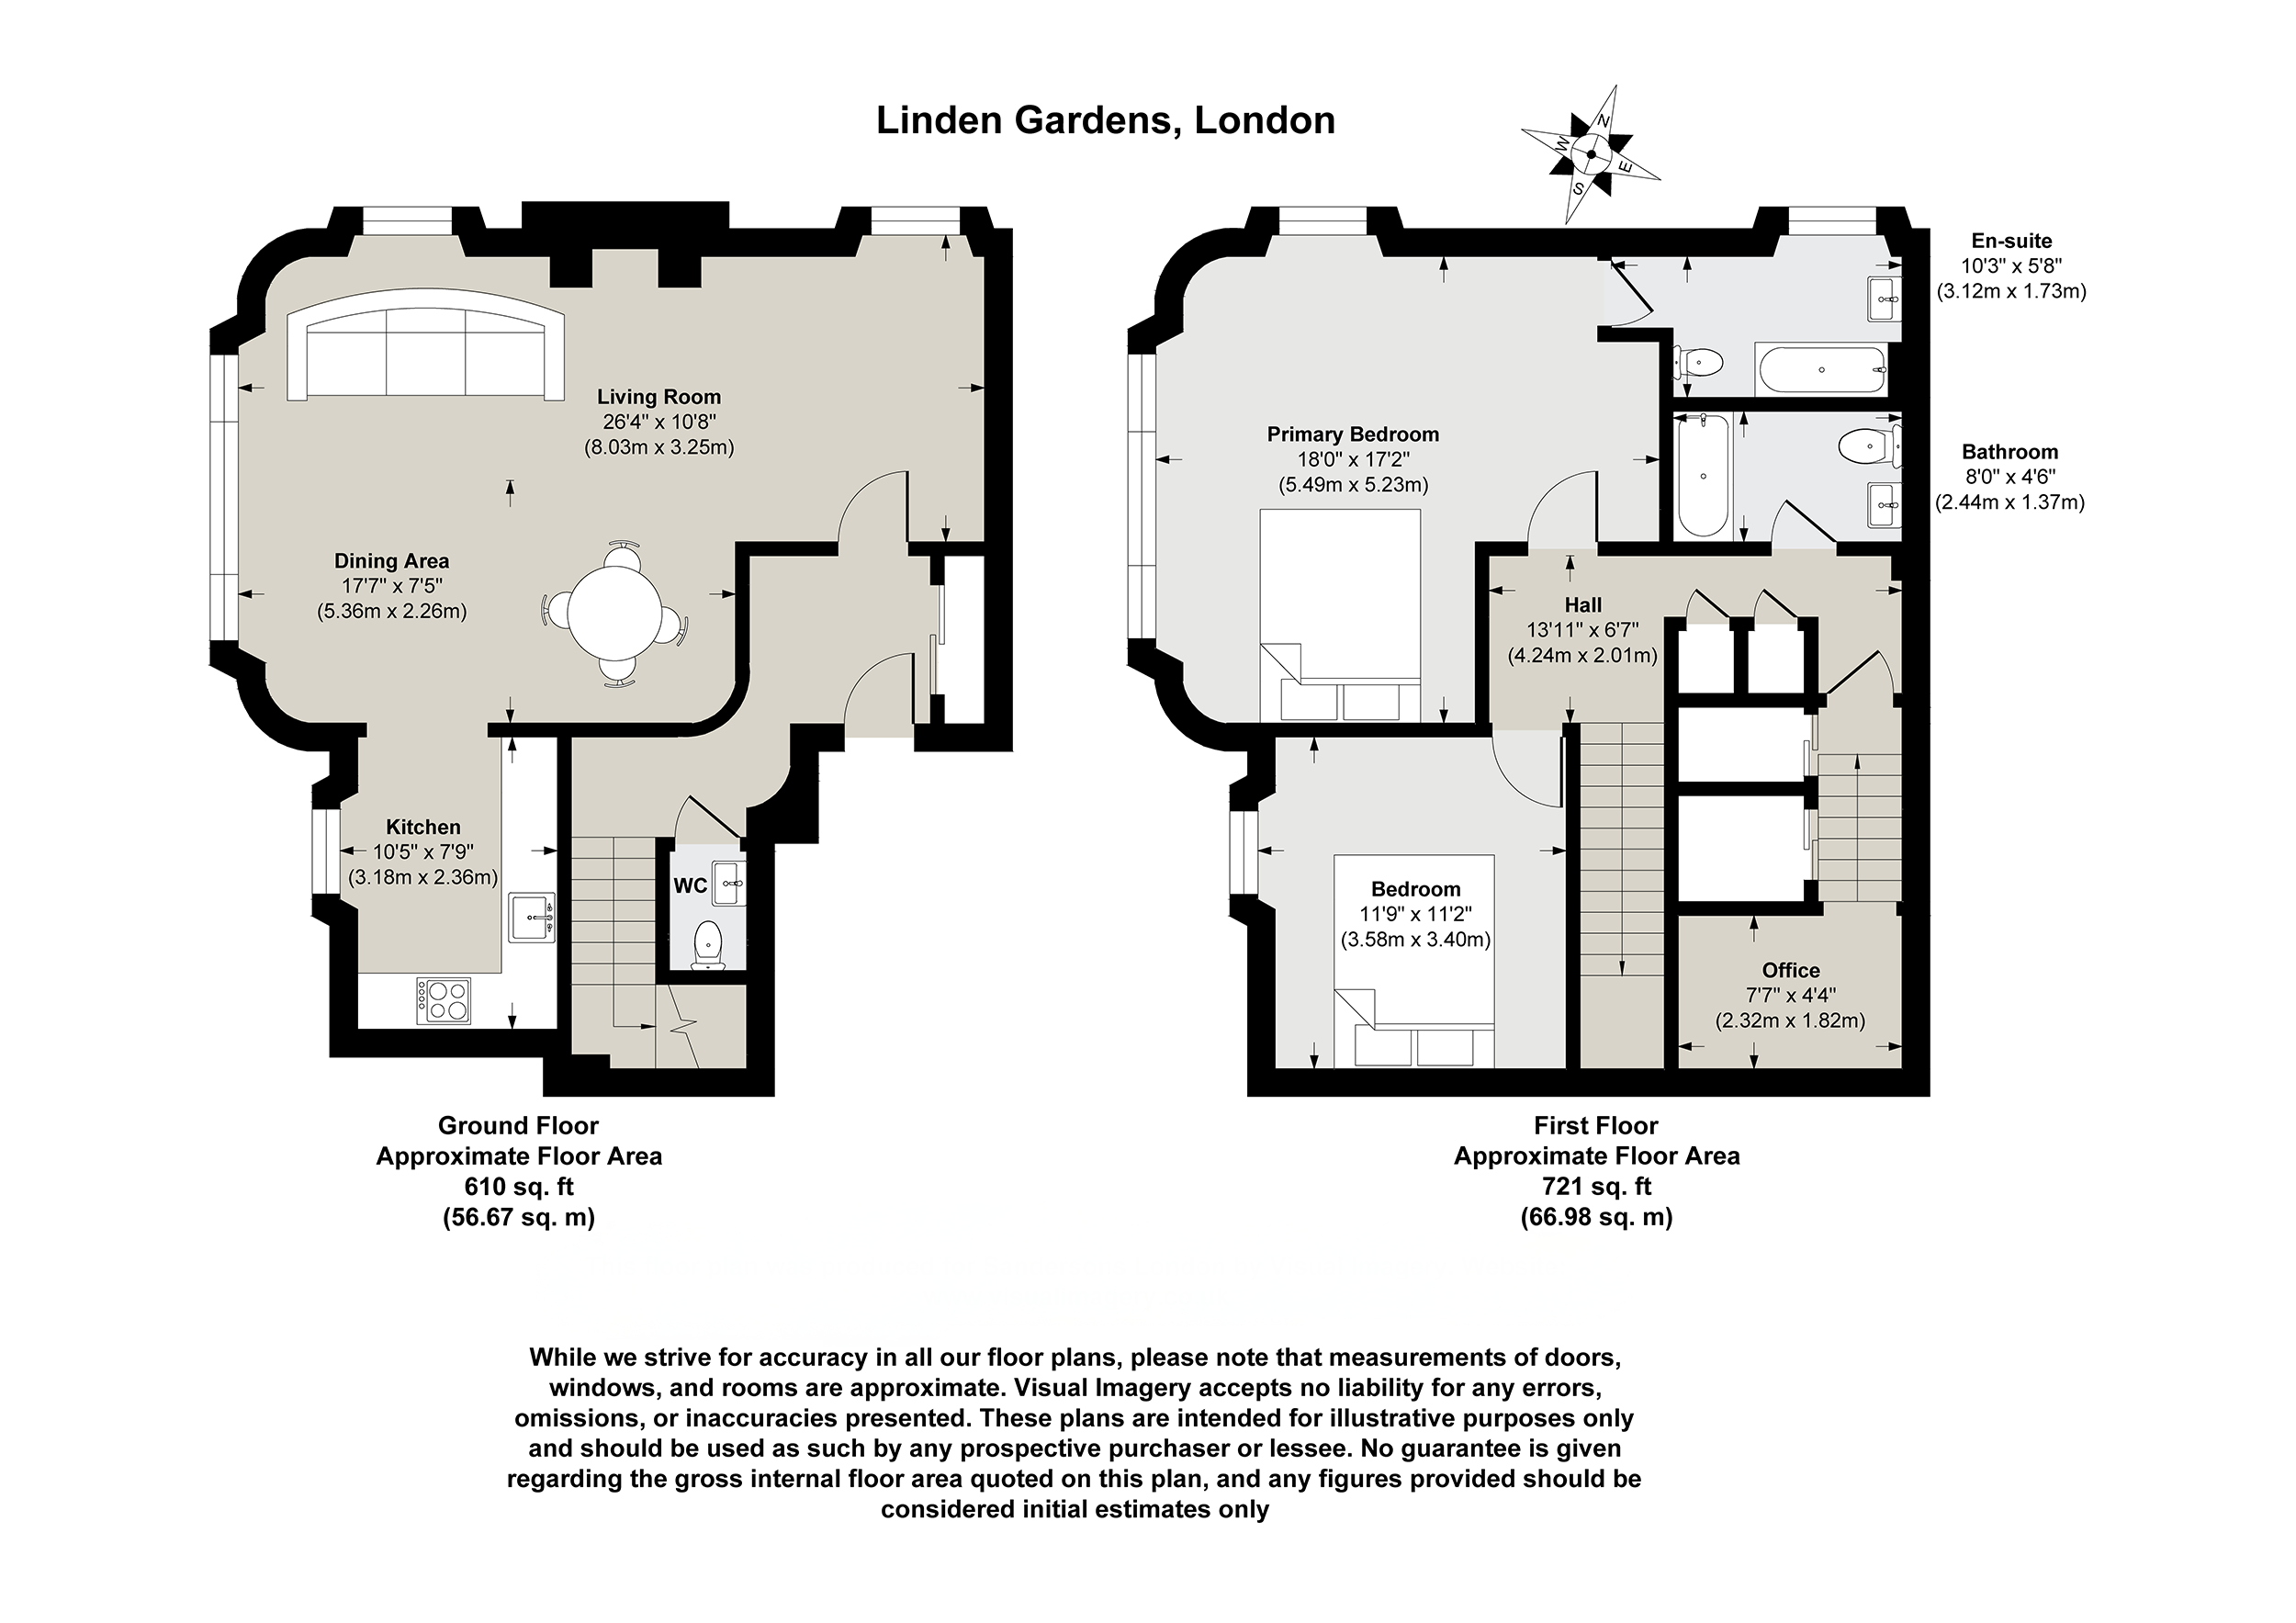 Linden Gardens, London
N
W
E
S
Living Room
26'4" x 10'8"
(8.03m x 3.25m)
Dining Area
17'7" x 7'5"
(5.36m x 2.26m)
Kitchen
10'5" x 7'9"
(3.18m x 2.36m)
WC
Ground Floor
Approximate Floor Area
610 sq. ft
(56.67 sq. m)
En-suite
10'3" x 5'8"
(3.12m x 1.73m)
Primary Bedroom
18'0" x 17'2"
(5.49m x 5.23m)
Bathroom
8'0" x 4'6"
(2.44m x 1.37m)
Hall
13'11" x 6'7"
(4.24m x 2.01m)
Bedroom
11'9" x 11'2"
(3.58m x 3.40m)
Office
7'7" x 4'4"
(2.32m x 1.82m)
First Floor
Approximate Floor Area
721 sq. ft
(66.98 sq. m)
While we strive for accuracy in all our floor plans, please note that measurements of doors,
windows, and rooms are approximate. Visual Imagery accepts no liability for any errors,
omissions, or inaccuracies presented. These plans are intended for illustrative purposes only
and should be used as such by any prospective purchaser or lessee. No guarantee is given
regarding the gross internal floor area quoted on this plan, and any figures provided should be
considered initial estimates only